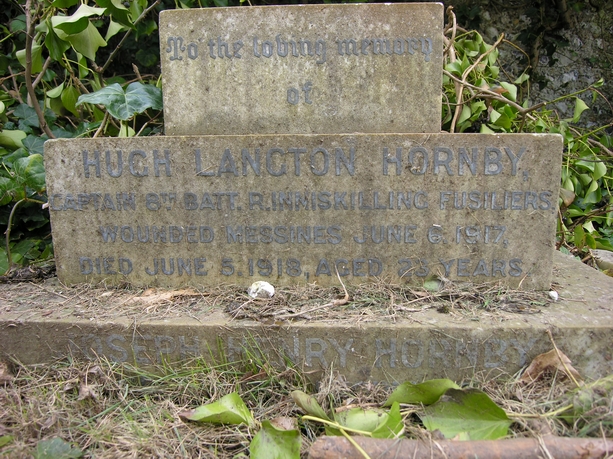 To the loving memory
of
HUGH LANGTON HORNBY,
CAPTAIN 8TH BATT. R. INNISKILLING FUSILIERS
WOUNDED MESSINES JUNE 6, 1917
DIED JUNE 5, 1918, AGED YEARS
JOSEPH HENRY HORNBY